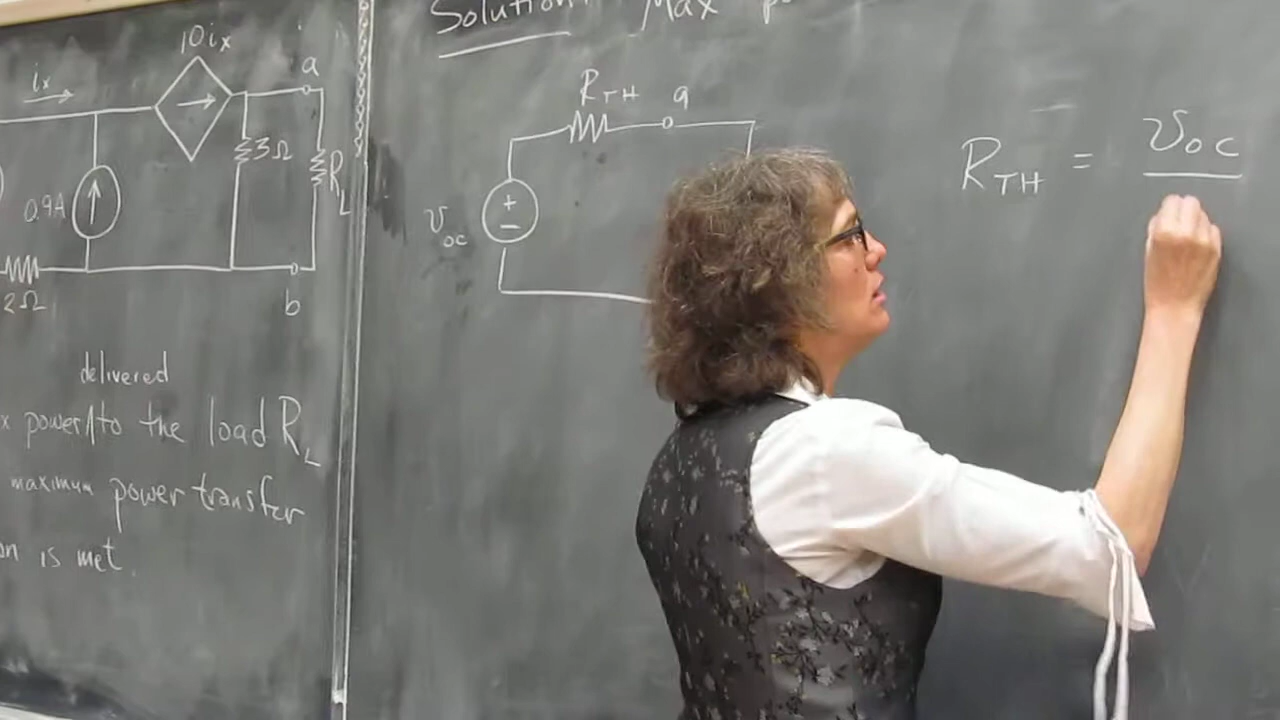 10ix
ix
a
3Ω
RL
0.9A
2Ω
b
delivered
power to the load RL
maximum power transfer
is met.
Solution: Max
RTH
a
voc
+
−
RTH = voc